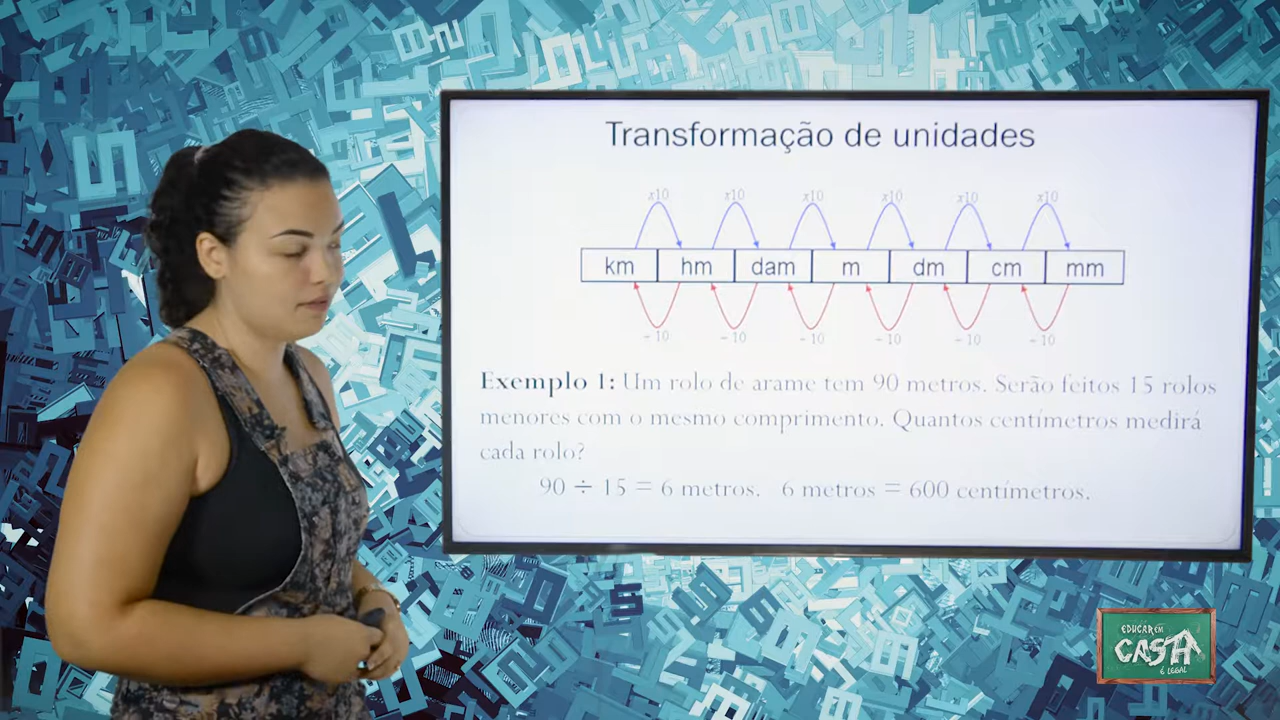 Transformação de unidades
x10 x10 x10 x10 x10 x10
km hm dam m dm cm mm
÷10 ÷10 ÷10 ÷10 ÷10 ÷10
Exemplo 1: Um rolo de arame tem 90 metros. Serão feitos 15 rolos
menores com o mesmo comprimento. Quantos centímetros medirá
cada rolo?
90 ÷ 15 = 6 metros. 6 metros = 600 centímetros.
EDUCAR EM
CASA
É LEGAL